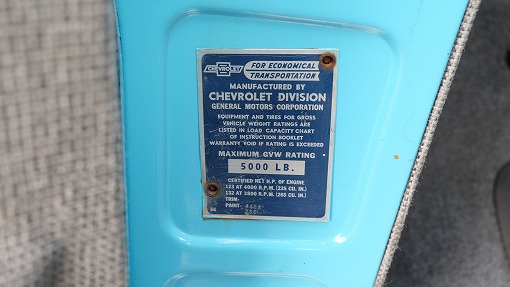 CHEVROLET
FOR ECONOMICAL
TRANSPORTATION
MANUFACTURED BY
CHEVROLET DIVISION
GENERAL MOTORS CORPORATION
EQUIPMENT AND TIRES FOR GROSS
VEHICLE WEIGHT RATINGS ARE
LISTED IN LOAD CAPACITY CHART
OF INSTRUCTION BOOKLET
WARRANTY VOID IF RATING IS EXCEEDED
MAXIMUM GVW RATING
5000 LB.
CERTIFIED NET H.P. OF ENGINE
123 AT 4000 R.P.M. (235 CU. IN.)
132 AT 3800 R.P.M. (265 CU. IN.)
TRIM-
PAINT-